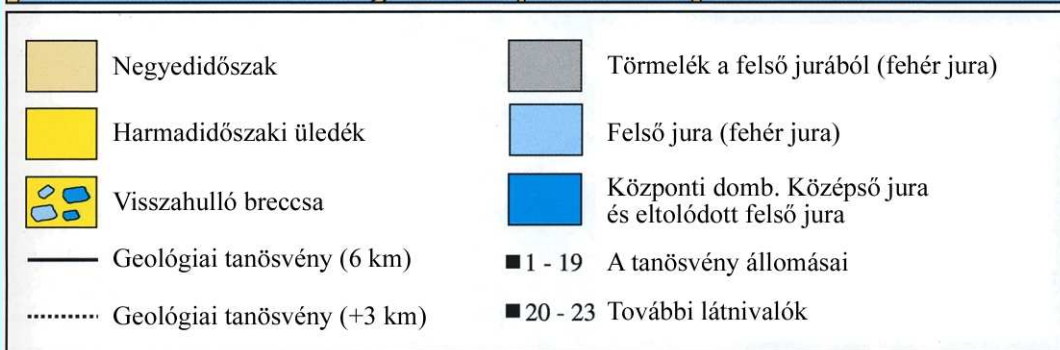 Negyedidőszak
Harmadidőszaki üledék
Visszahulló breccsa
Geológiai tanösvény (6 km)
Geológiai tanösvény (+3 km)
Törmelék a felső jurából (fehér jura)
Felső jura (fehér jura)
Központi domb. Középső jura
és eltolódott felső jura
1 - 19 A tanösvény állomásai
20 - 23 További látnivalók